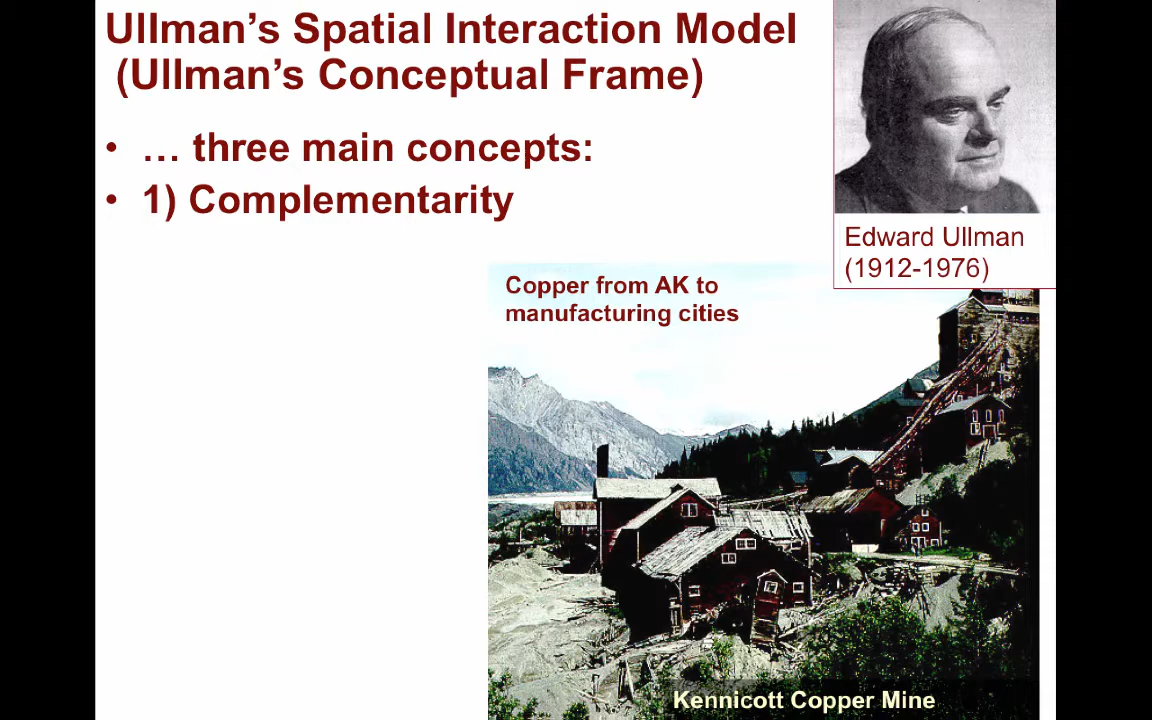 Ullman’s Spatial Interaction Model
(Ullman’s Conceptual Frame)
• … three main concepts:
• 1) Complementarity
Edward Ullman
(1912-1976)
Copper from AK to
manufacturing cities
Kennicott Copper Mine